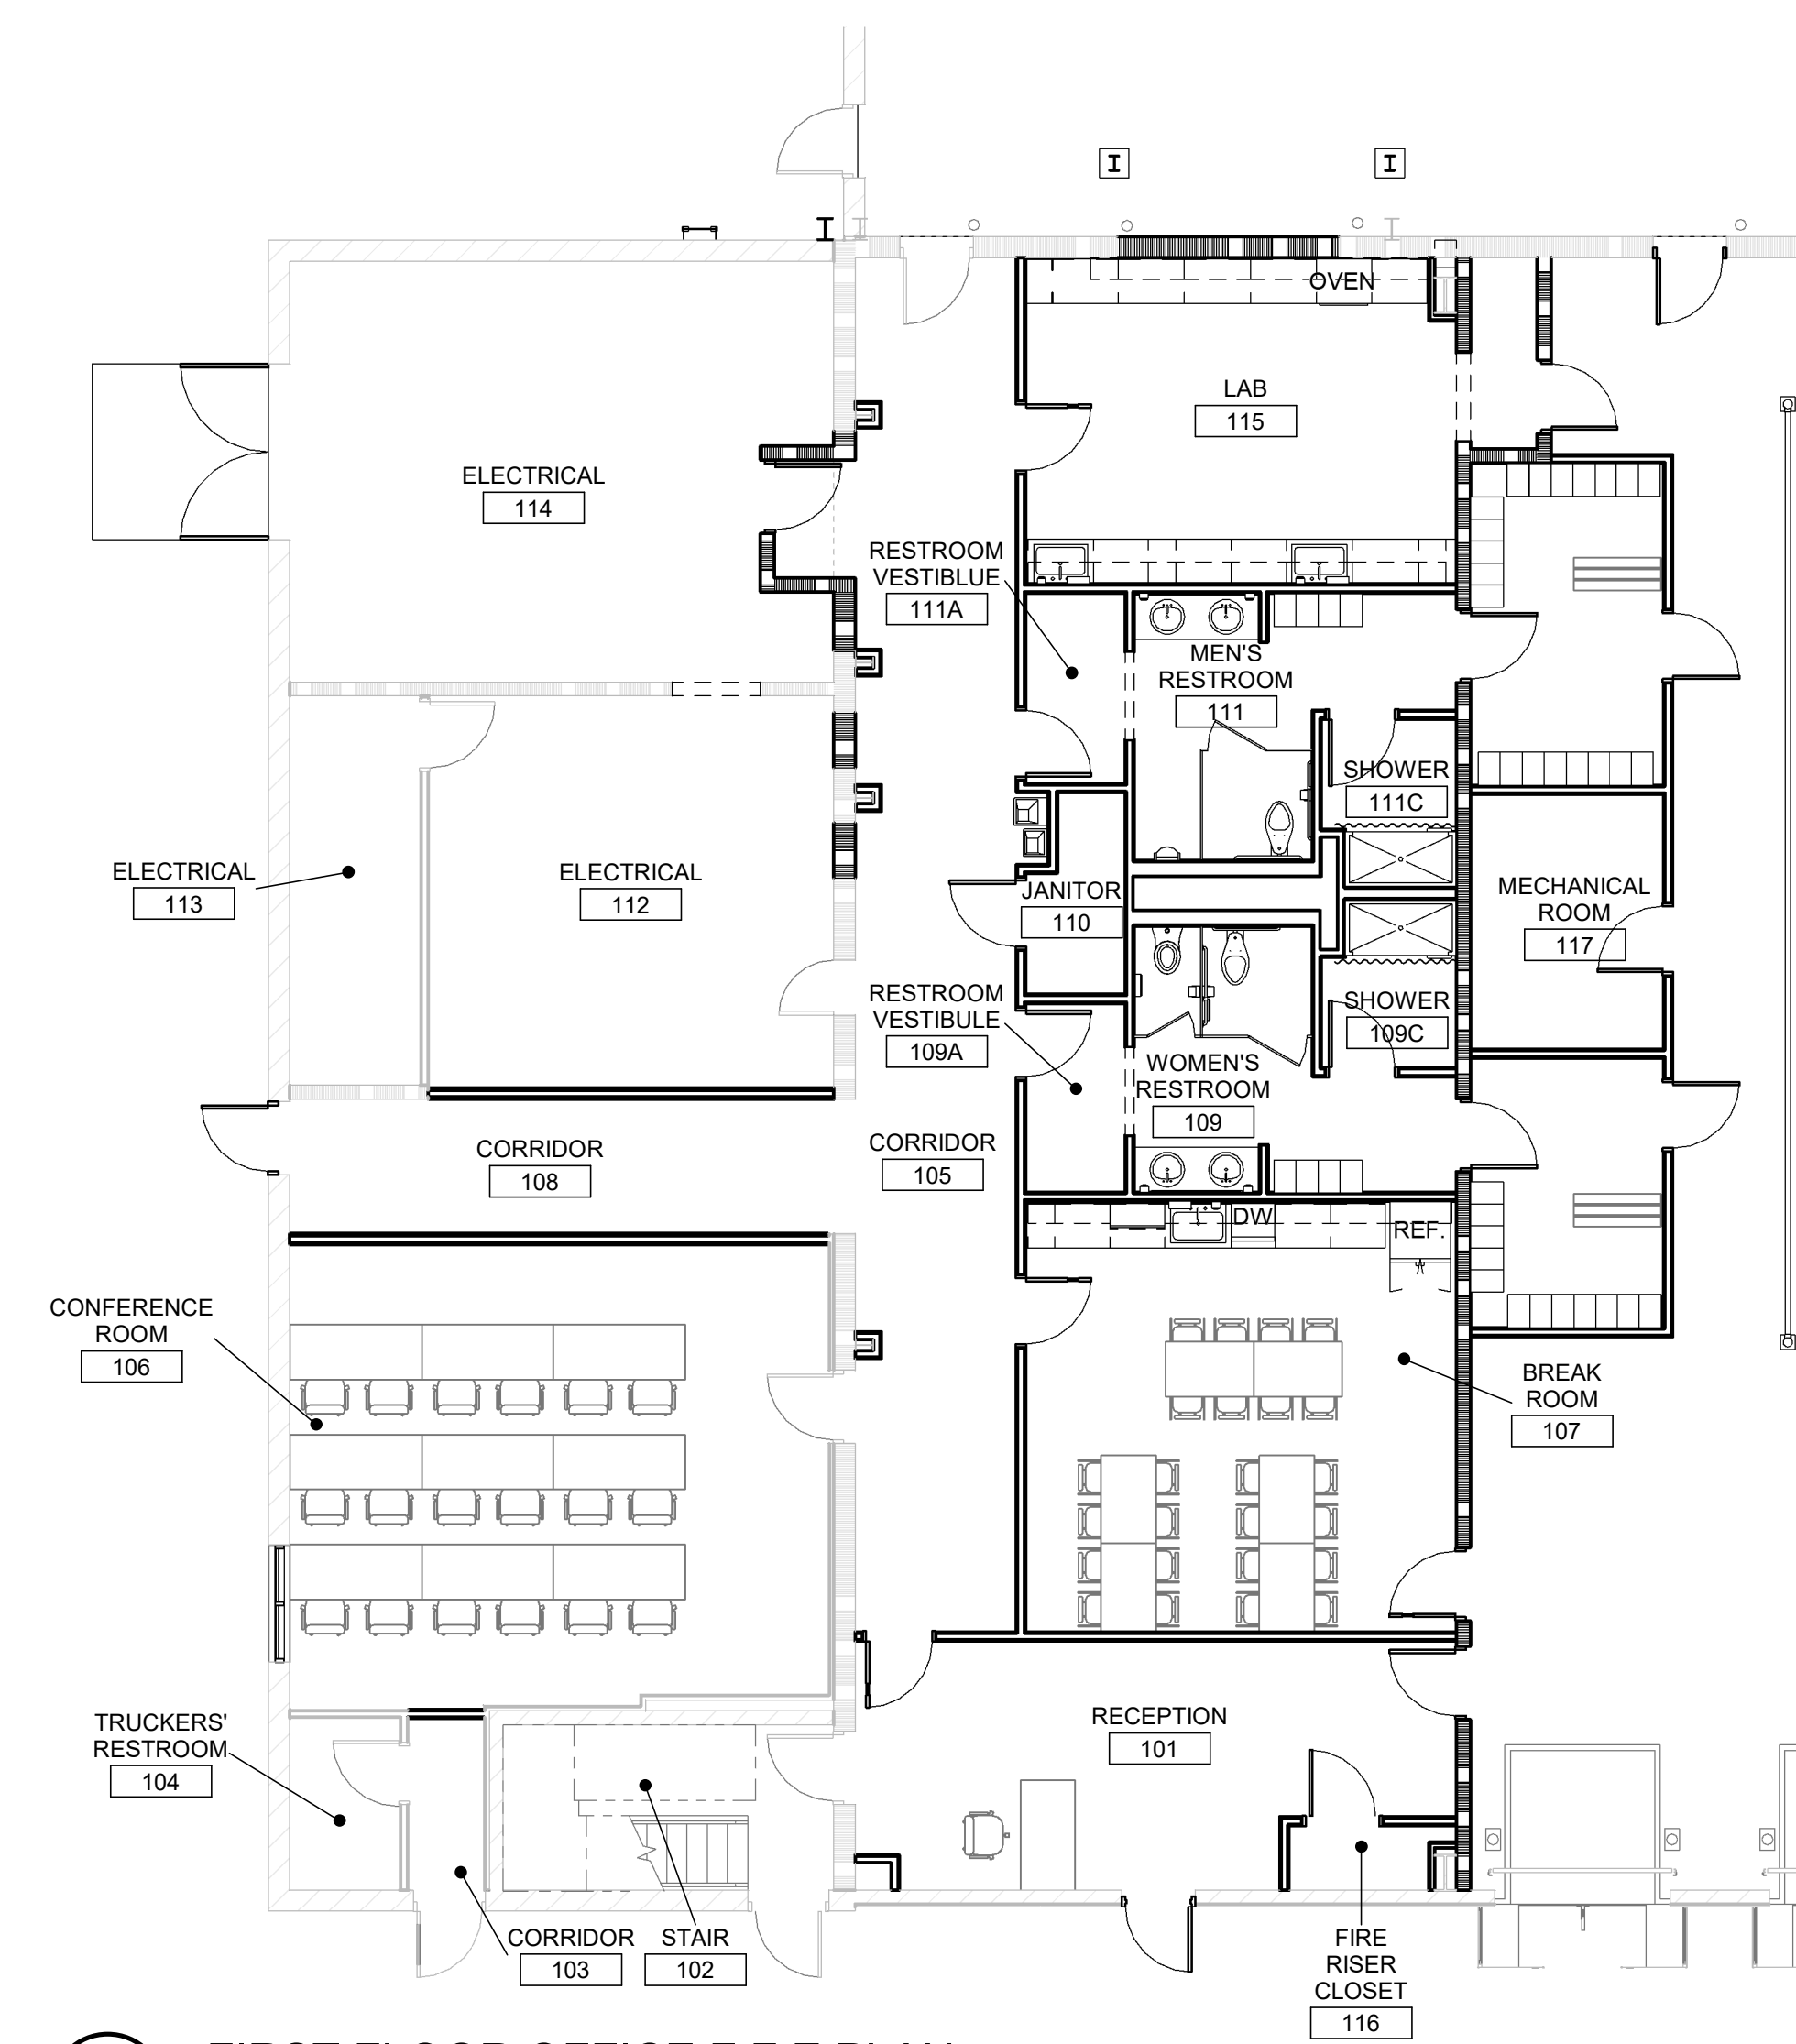 I
I
OVEN
LAB
115
ELECTRICAL
114
RESTROOM
VESTIBLUE
111A
MEN'S
RESTROOM
111
SHOWER
111C
ELECTRICAL
113
ELECTRICAL
112
JANITOR
110
MECHANICAL
ROOM
117
RESTROOM
VESTIBULE
109A
SHOWER
109C
WOMEN'S
RESTROOM
109
CORRIDOR
108
CORRIDOR
105
DW
REF.
CONFERENCE
ROOM
106
BREAK
ROOM
107
TRUCKERS'
RESTROOM
104
RECEPTION
101
CORRIDOR
103
STAIR
102
FIRE
RISER
CLOSET
116